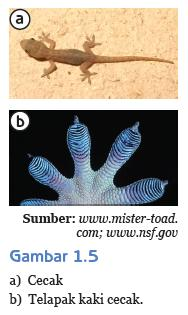 a
b
Sumber: www.mister-toad.
com; www.nsf.gov
Gambar 1.5
a) Cecak
b) Telapak kaki cecak.